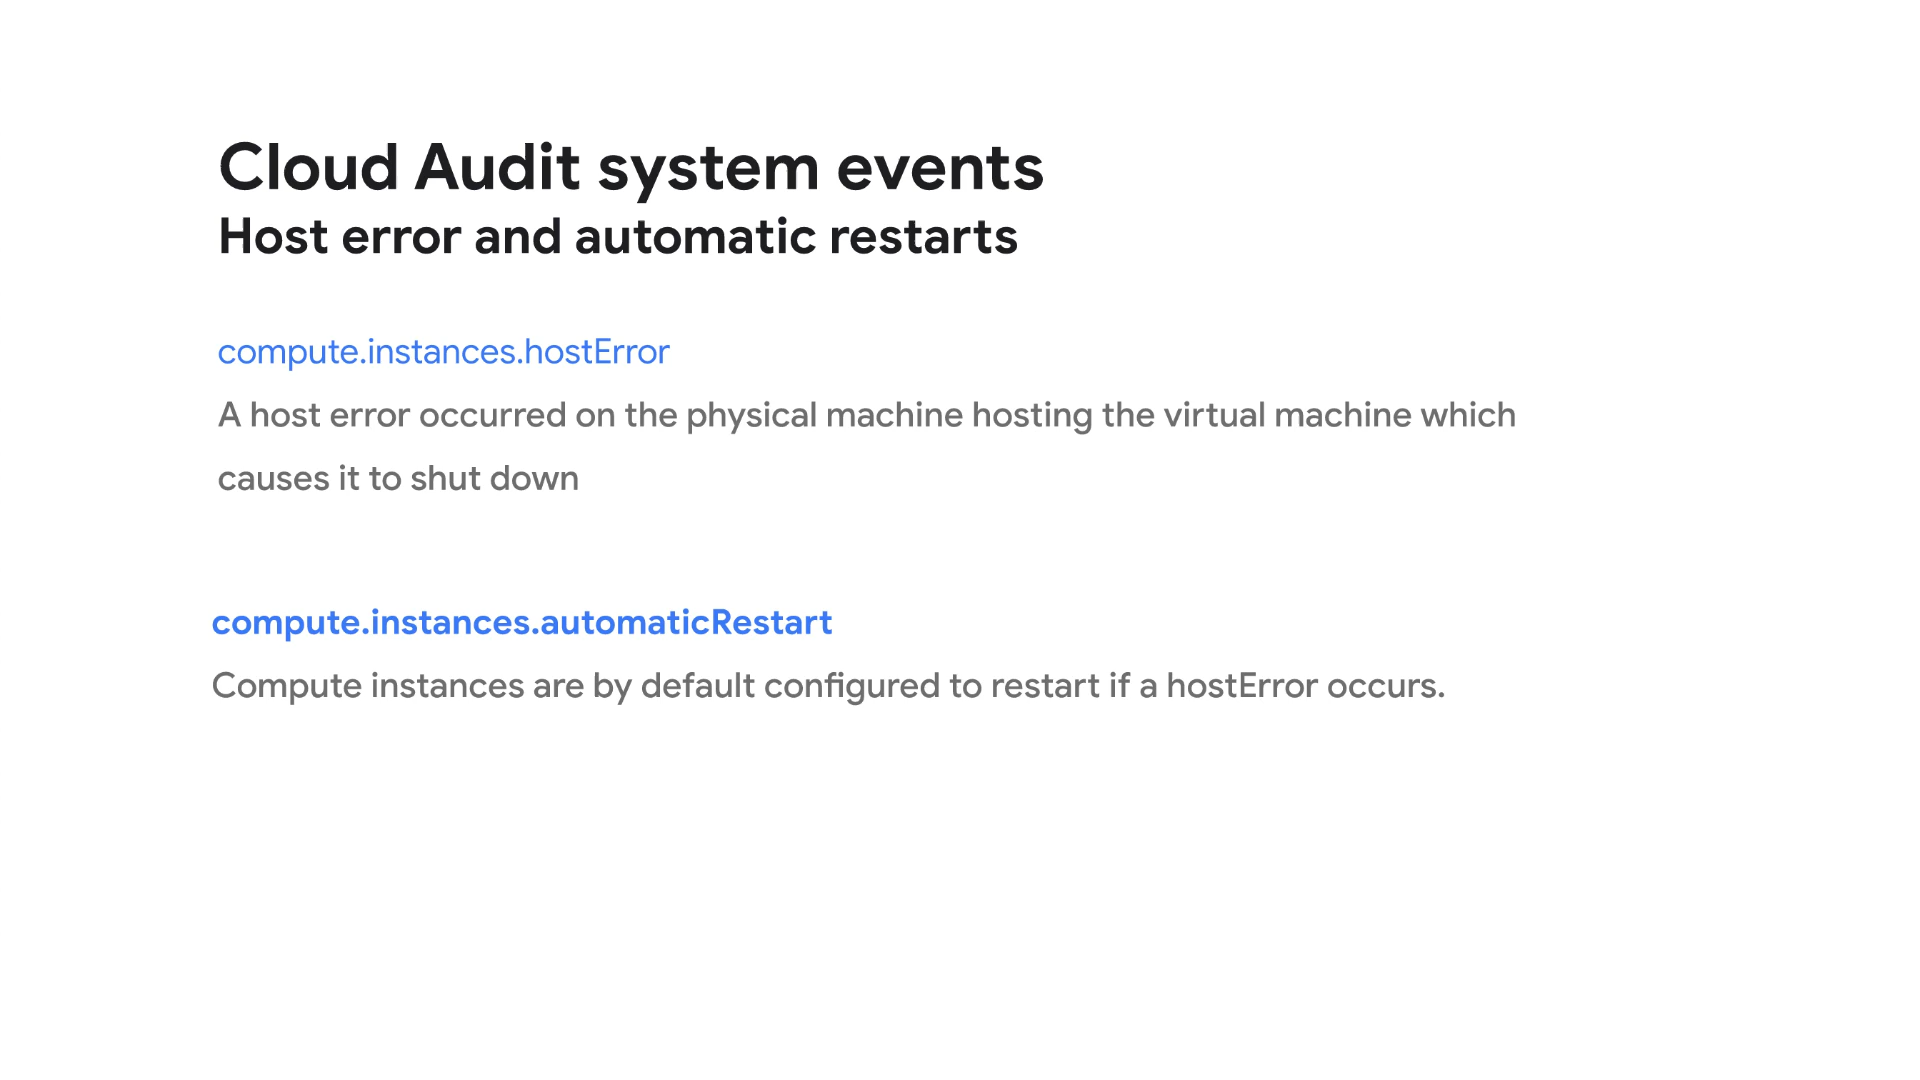 Cloud Audit system events
Host error and automatic restarts
compute.instances.hostError
A host error occurred on the physical machine hosting the virtual machine which
causes it to shut down
compute.instances.automaticRestart
Compute instances are by default configured to restart if a hostError occurs.